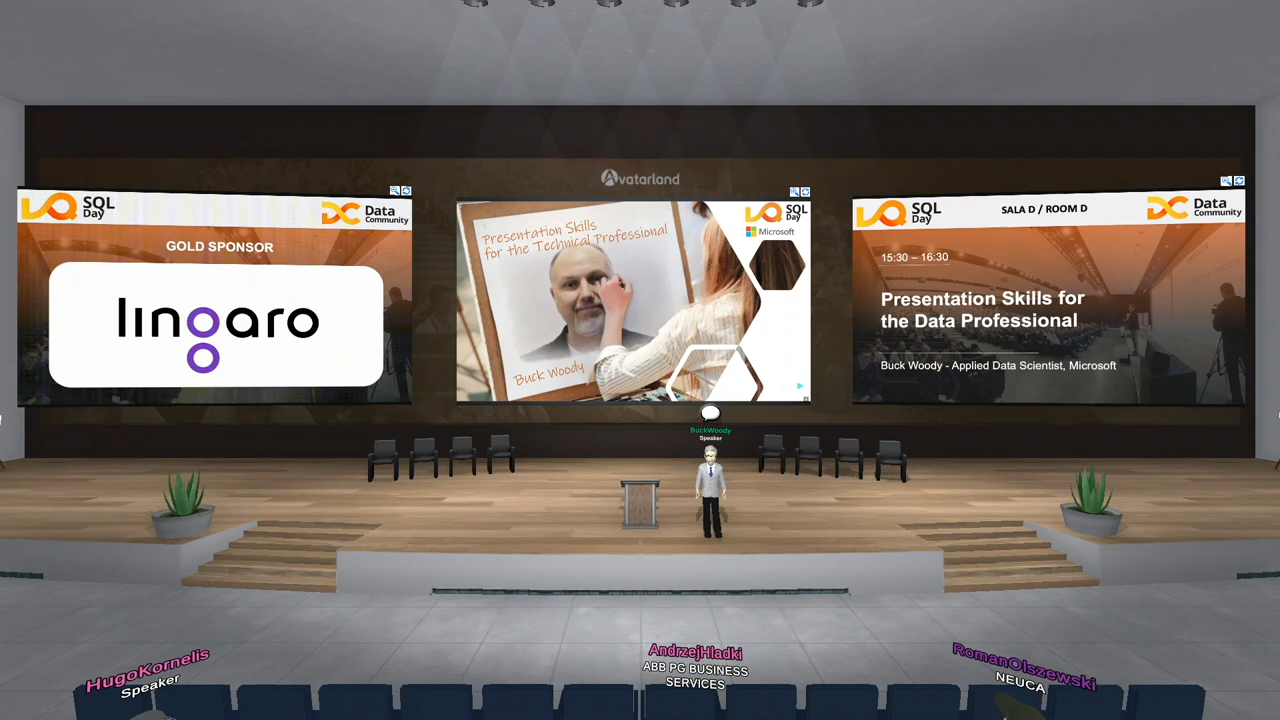 Avatarland
SQL
Day
Data
Community
GOLD SPONSOR
lingaro
Presentation Skills
for the Technical Professional
Buck Woody
SQL
Day
Microsoft
SQL
Day
SALA D / ROOM D
Data
Community
15:30 – 16:30
Presentation Skills for
the Data Professional
Buck Woody - Applied Data Scientist, Microsoft
BuckWoody
Speaker
HugoKornelis
Speaker
AndrzejHladki
ABB PG BUSINESS
SERVICES
RomanOlszewski
NEUCA